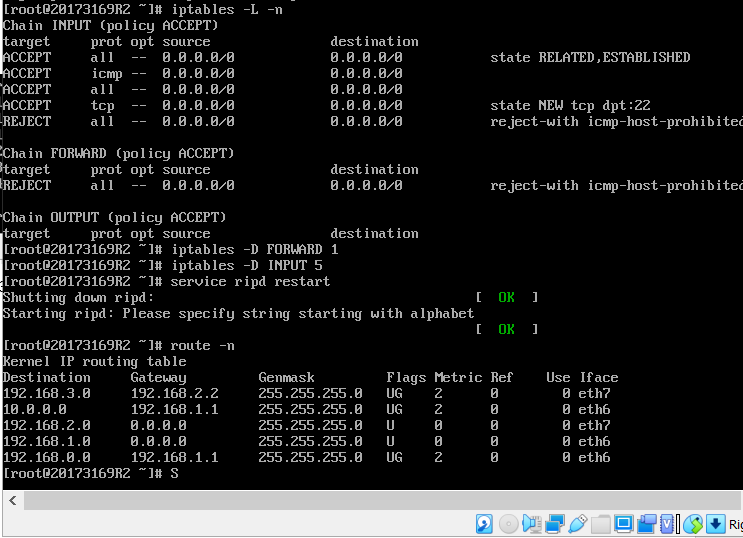 [root@20173169R2 ~]# iptables -L -n
Chain INPUT (policy ACCEPT)
target     prot opt source               destination
ACCEPT     all  --  0.0.0.0/0            0.0.0.0/0           state RELATED,ESTABLISHED
ACCEPT     icmp --  0.0.0.0/0            0.0.0.0/0
ACCEPT     all  --  0.0.0.0/0            0.0.0.0/0
ACCEPT     tcp  --  0.0.0.0/0            0.0.0.0/0           state NEW tcp dpt:22
REJECT     all  --  0.0.0.0/0            0.0.0.0/0           reject-with icmp-host-prohibited
Chain FORWARD (policy ACCEPT)
target     prot opt source               destination
REJECT     all  --  0.0.0.0/0            0.0.0.0/0           reject-with icmp-host-prohibited
Chain OUTPUT (policy ACCEPT)
target     prot opt source               destination
[root@20173169R2 ~]# iptables -D FORWARD 1
[root@20173169R2 ~]# iptables -D INPUT 5
[root@20173169R2 ~]# service ripd restart
Shutting down ripd:                                        [  OK  ]
Starting ripd: Please specify string starting with alphabet
                                                           [  OK  ]
[root@20173169R2 ~]# route -n
Kernel IP routing table
Destination     Gateway         Genmask         Flags Metric Ref    Use Iface
192.168.3.0     192.168.2.2     255.255.255.0   UG    2      0        0 eth7
10.0.0.0        192.168.1.1     255.255.255.0   UG    2      0        0 eth6
192.168.2.0     0.0.0.0         255.255.255.0   U     0      0        0 eth7
192.168.1.0     0.0.0.0         255.255.255.0   U     0      0        0 eth6
192.168.0.0     192.168.1.1     255.255.255.0   UG    2      0        0 eth6
[root@20173169R2 ~]# S